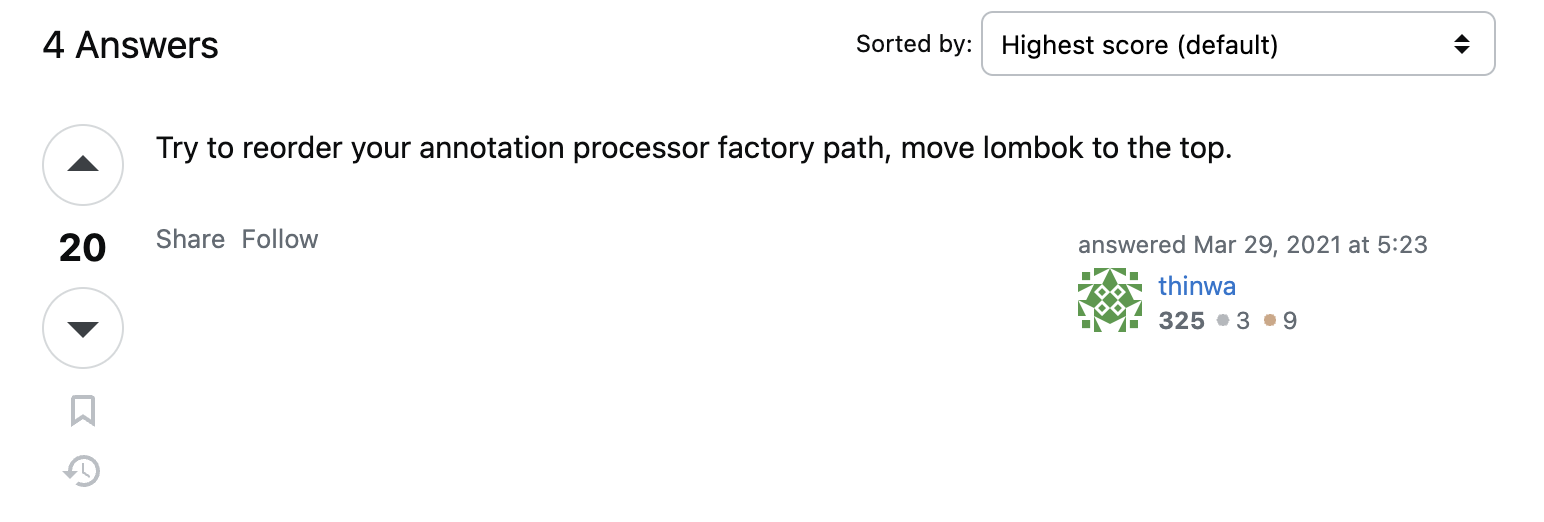 4 Answers
Sorted by: Highest score (default)
Try to reorder your annotation processor factory path, move lombok to the top.
20
Share Follow
answered Mar 29, 2021 at 5:23
thinwa
325 3 9